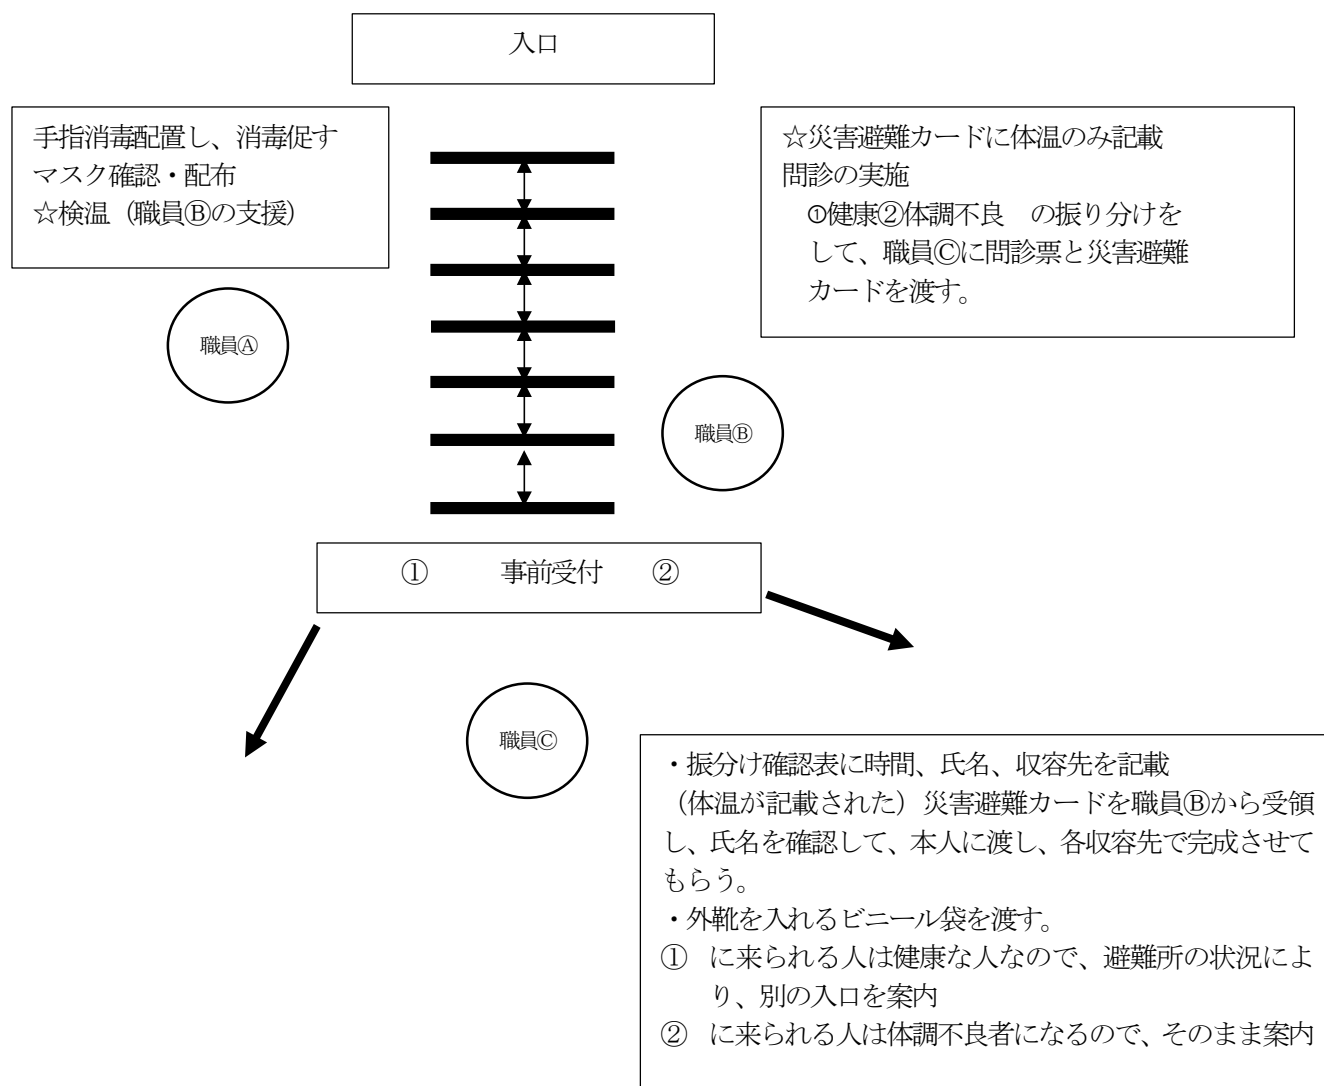 入口
手指消毒配置し、消毒促す
マスク確認・配布
☆検温（職員Ⓑの支援）
☆災害避難カードに体温のみ記載
問診の実施
①健康②体調不良　の振り分けを
して、職員Ⓒに問診票と災害避難
カードを渡す。
職員Ⓐ
職員Ⓑ
①　事前受付　②
職員Ⓒ
・振分け確認表に時間、氏名、収容先を記載
（体温が記載された）災害避難カードを職員Ⓑから受領
し、氏名を確認して、本人に渡し、各収容先で完成させて
もらう。
・外靴を入れるビニール袋を渡す。
①　に来られる人は健康な人なので、避難所の状況によ
り、別の入口を案内
②　に来られる人は体調不良者になるので、そのまま案内